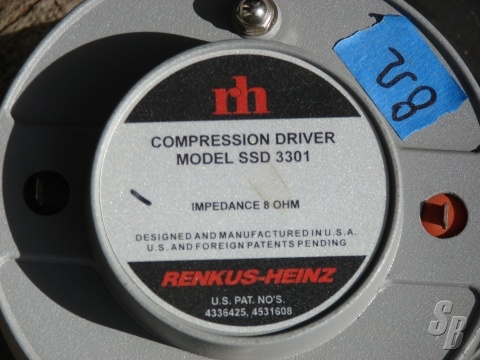 8Ω
rh
COMPRESSION DRIVER
MODEL SSD 3301
IMPEDANCE 8 OHM
DESIGNED AND MANUFACTURED IN U.S.A.
U.S. AND FOREIGN PATENTS PENDING
RENKUS-HEINZ
U.S. PAT. NO'S.
4336425, 4531608
SB